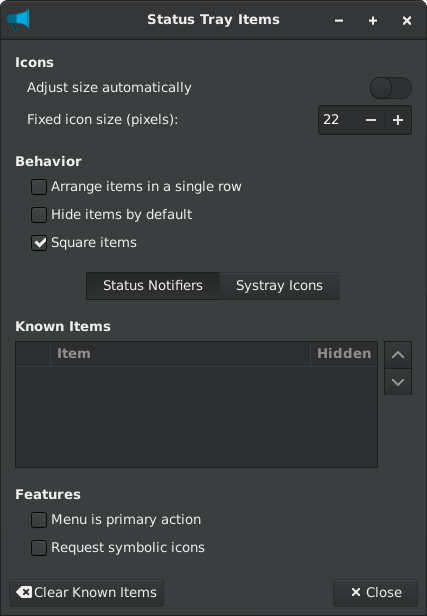 Status Tray Items
Icons
Adjust size automatically
Fixed icon size (pixels): 22
Behavior
Arrange items in a single row
Hide items by default
Square items
Status Notifiers Systray Icons
Known Items
Item Hidden
Features
Menu is primary action
Request symbolic icons
Clear Known Items Close